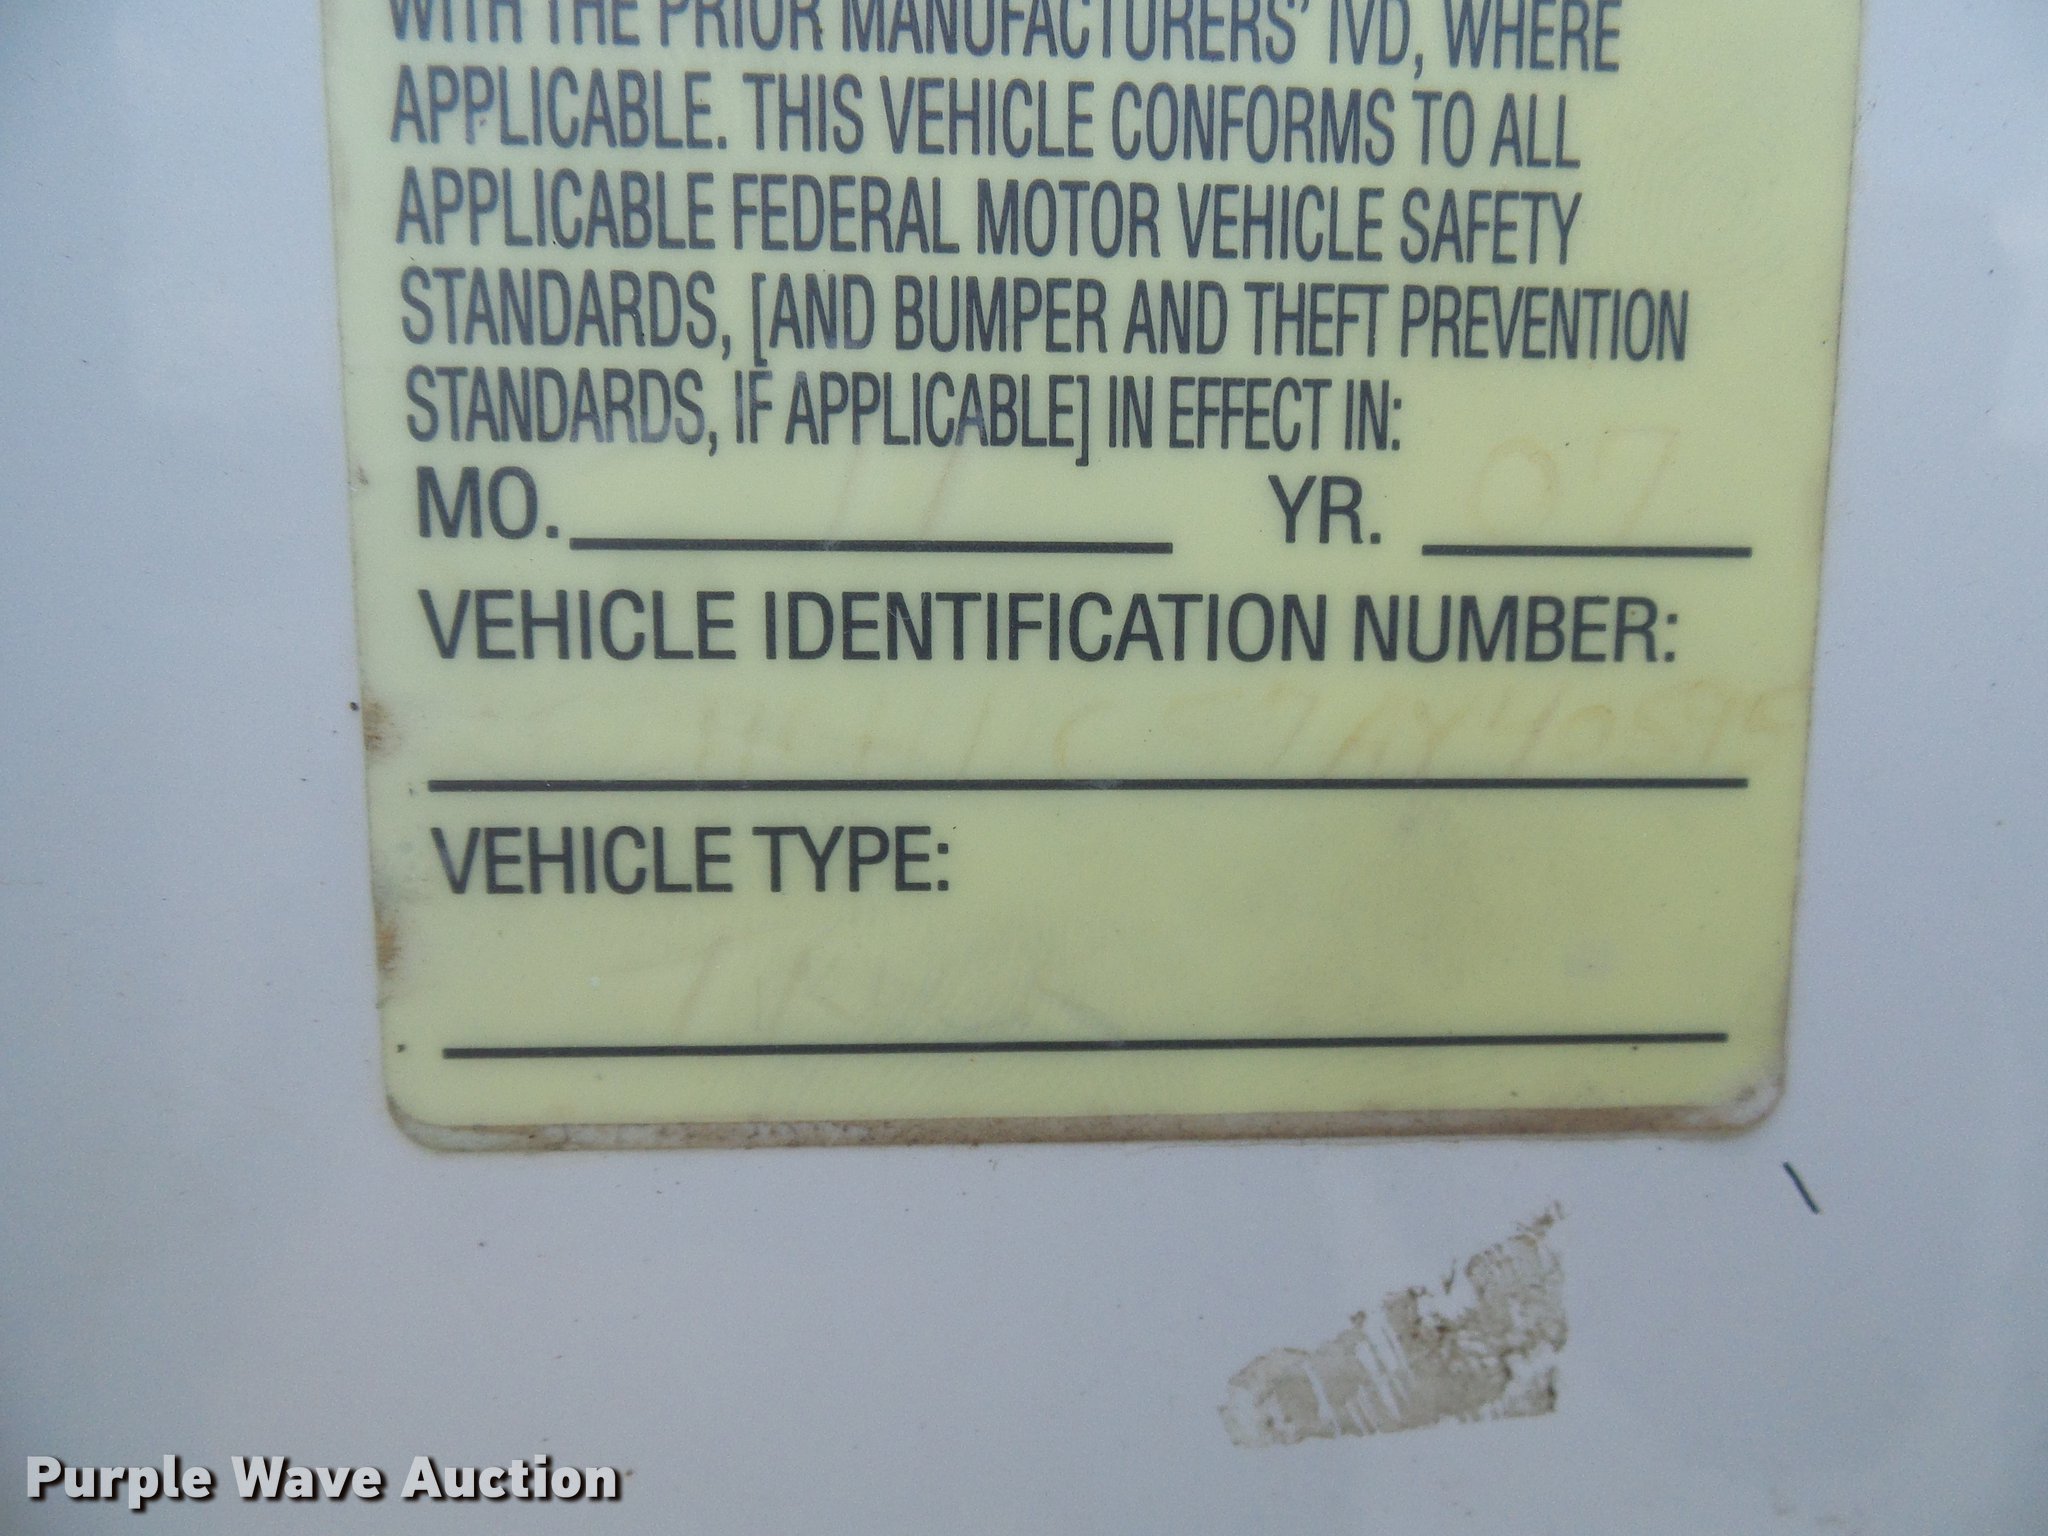 WITH THE PRIOR MANUFACTURERS' IVD, WHERE
APPLICABLE. THIS VEHICLE CONFORMS TO ALL
APPLICABLE FEDERAL MOTOR VEHICLE SAFETY
STANDARDS, [AND BUMPER AND THEFT PREVENTION
STANDARDS, IF APPLICABLE] IN EFFECT IN:
MO. 11 YR. 07
VEHICLE IDENTIFICATION NUMBER:
VEHICLE TYPE:
Purple Wave Auction